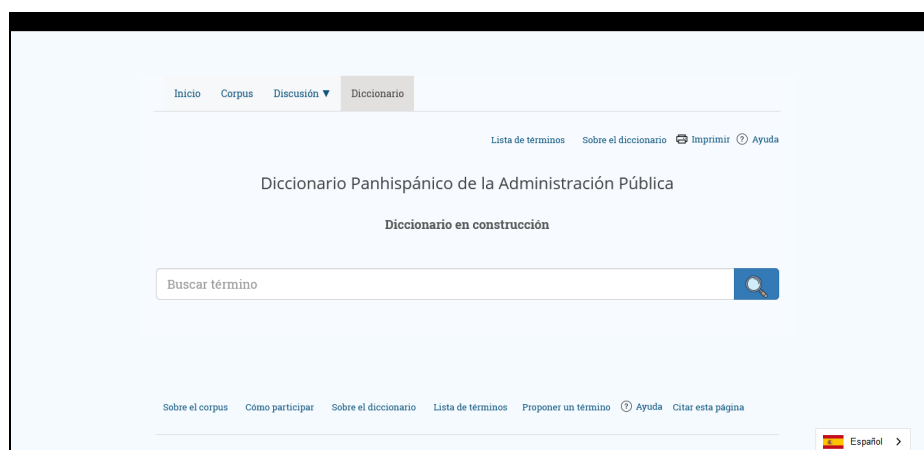 Inicio Corpus Discusión ▼ Diccionario
Lista de términos Sobre el diccionario Imprimir ? Ayuda
Diccionario Panhispánico de la Administración Pública
Diccionario en construcción
Buscar término
Sobre el corpus Cómo participar Sobre el diccionario Lista de términos Proponer un término ? Ayuda Citar esta página
Español >